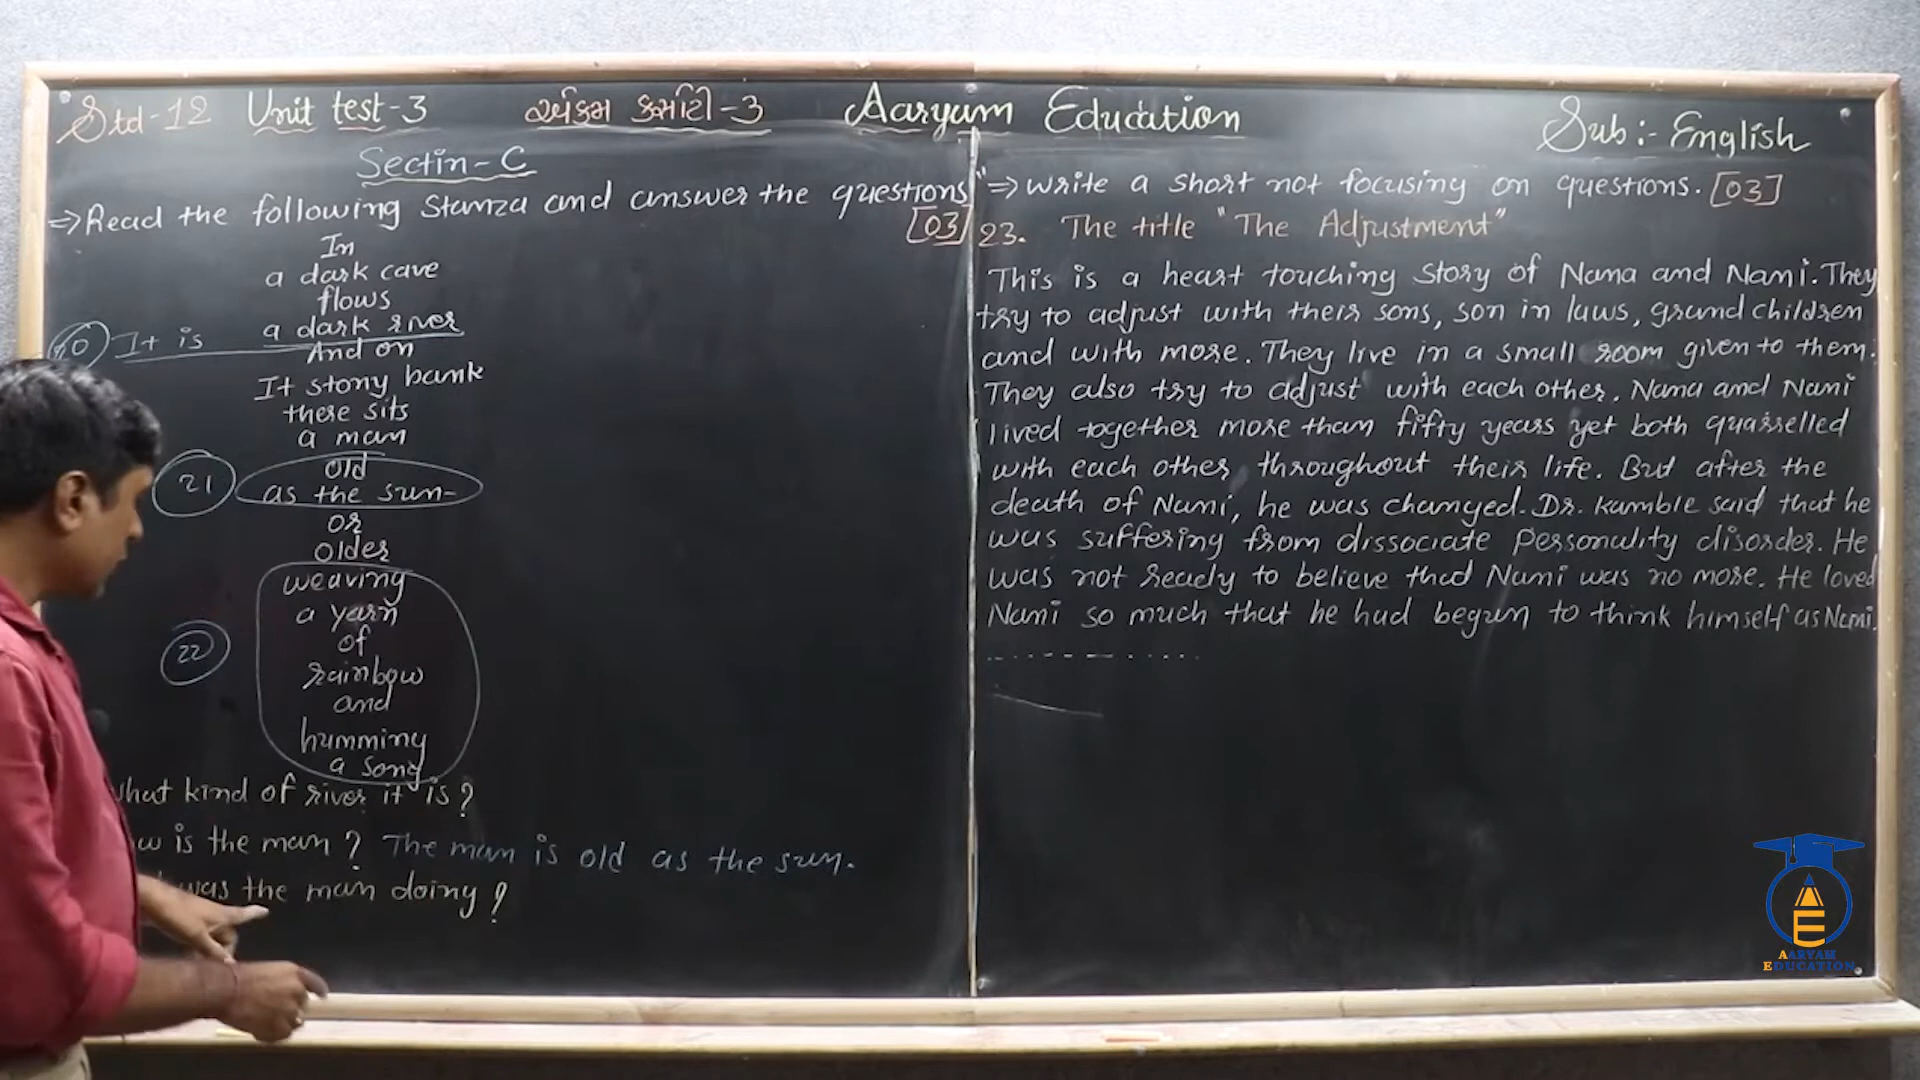 Std-12 Unit test-3 એકમ કસોટી-3 Aaryam Education Sub:- English
Sectin-C
⇒Read the following stanza and answer the questions
[03]
In
a dark cave
flows
It is a dark river
And on
It stony bank
there sits
a man
21 old
as the sun-
or
older
weaving
a yarn
of
22 rainbow
and
humming
a song
what kind of river it is?
is the man? The man is old as the sun.
was the man doing?
"⇒ write a short not focusing on questions. [03]
23. The title "The Adjustment"
This is a heart touching story of Nana and Nani. They
try to adjust with their sons, son in laws, grand children
and with more. They live in a small room given to them.
They also try to adjust with each other. Nana and Nani
lived together more than fifty years yet both quarrelled
with each other throughout their life. But after the
death of Nani, he was changed. Dr. Kamble said that he
was suffering from dissociate personality disorder. He
was not ready to believe that Nani was no more. He loved
Nani so much that he had begun to think himself as Nani.
AARYAM
EDUCATION